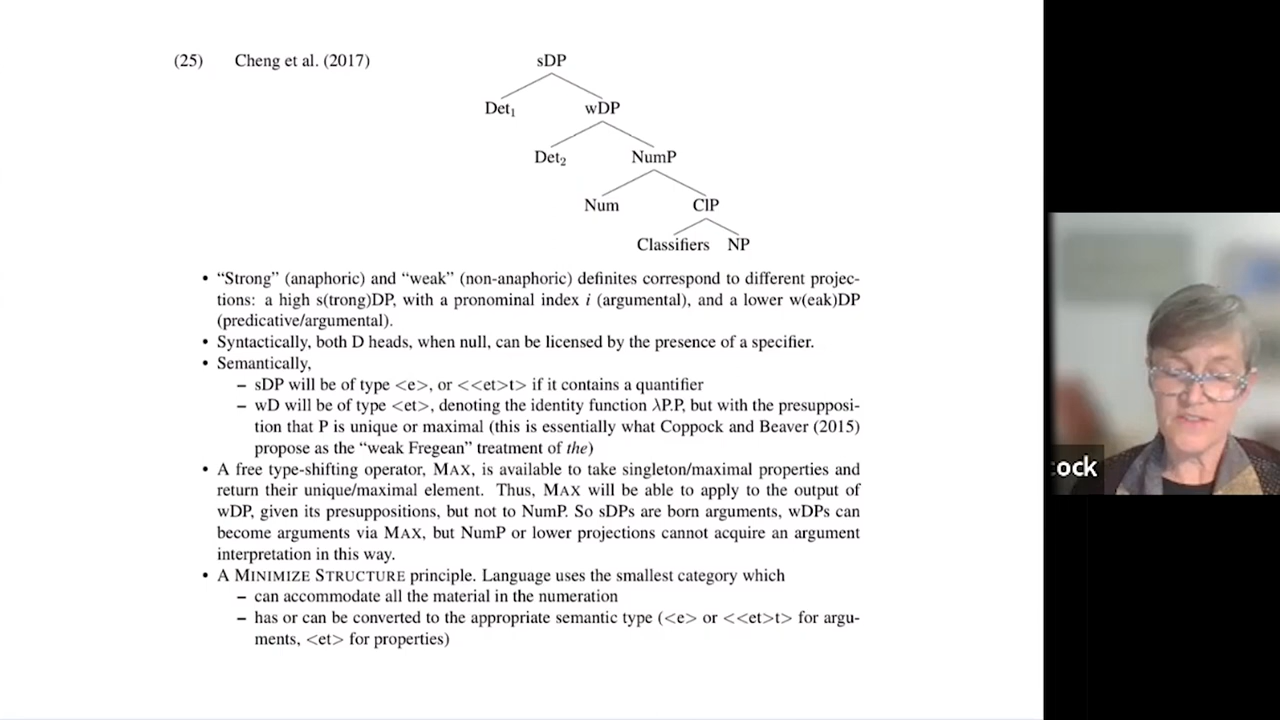 (25) Cheng et al. (2017)
sDP
Det₁ wDP
Det₂ NumP
Num ClP
Classifiers NP
• “Strong” (anaphoric) and “weak” (non-anaphoric) definites correspond to different projec-
tions: a high s(trong)DP, with a pronominal index i (argumental), and a lower w(eak)DP
(predicative/argumental).
• Syntactically, both D heads, when null, can be licensed by the presence of a specifier.
• Semantically,
– sDP will be of type <e>, or <<et>t> if it contains a quantifier
– wD will be of type <et>, denoting the identity function λP.P, but with the presupposi-
tion that P is unique or maximal (this is essentially what Coppock and Beaver (2015)
propose as the “weak Fregean” treatment of the)
• A free type-shifting operator, MAX, is available to take singleton/maximal properties and
return their unique/maximal element. Thus, MAX will be able to apply to the output of
wDP, given its presuppositions, but not to NumP. So sDPs are born arguments, wDPs can
become arguments via MAX, but NumP or lower projections cannot acquire an argument
interpretation in this way.
• A MINIMIZE STRUCTURE principle. Language uses the smallest category which
– can accommodate all the material in the numeration
– has or can be converted to the appropriate semantic type (<e> or <<et>t> for argu-
ments, <et> for properties)
cock